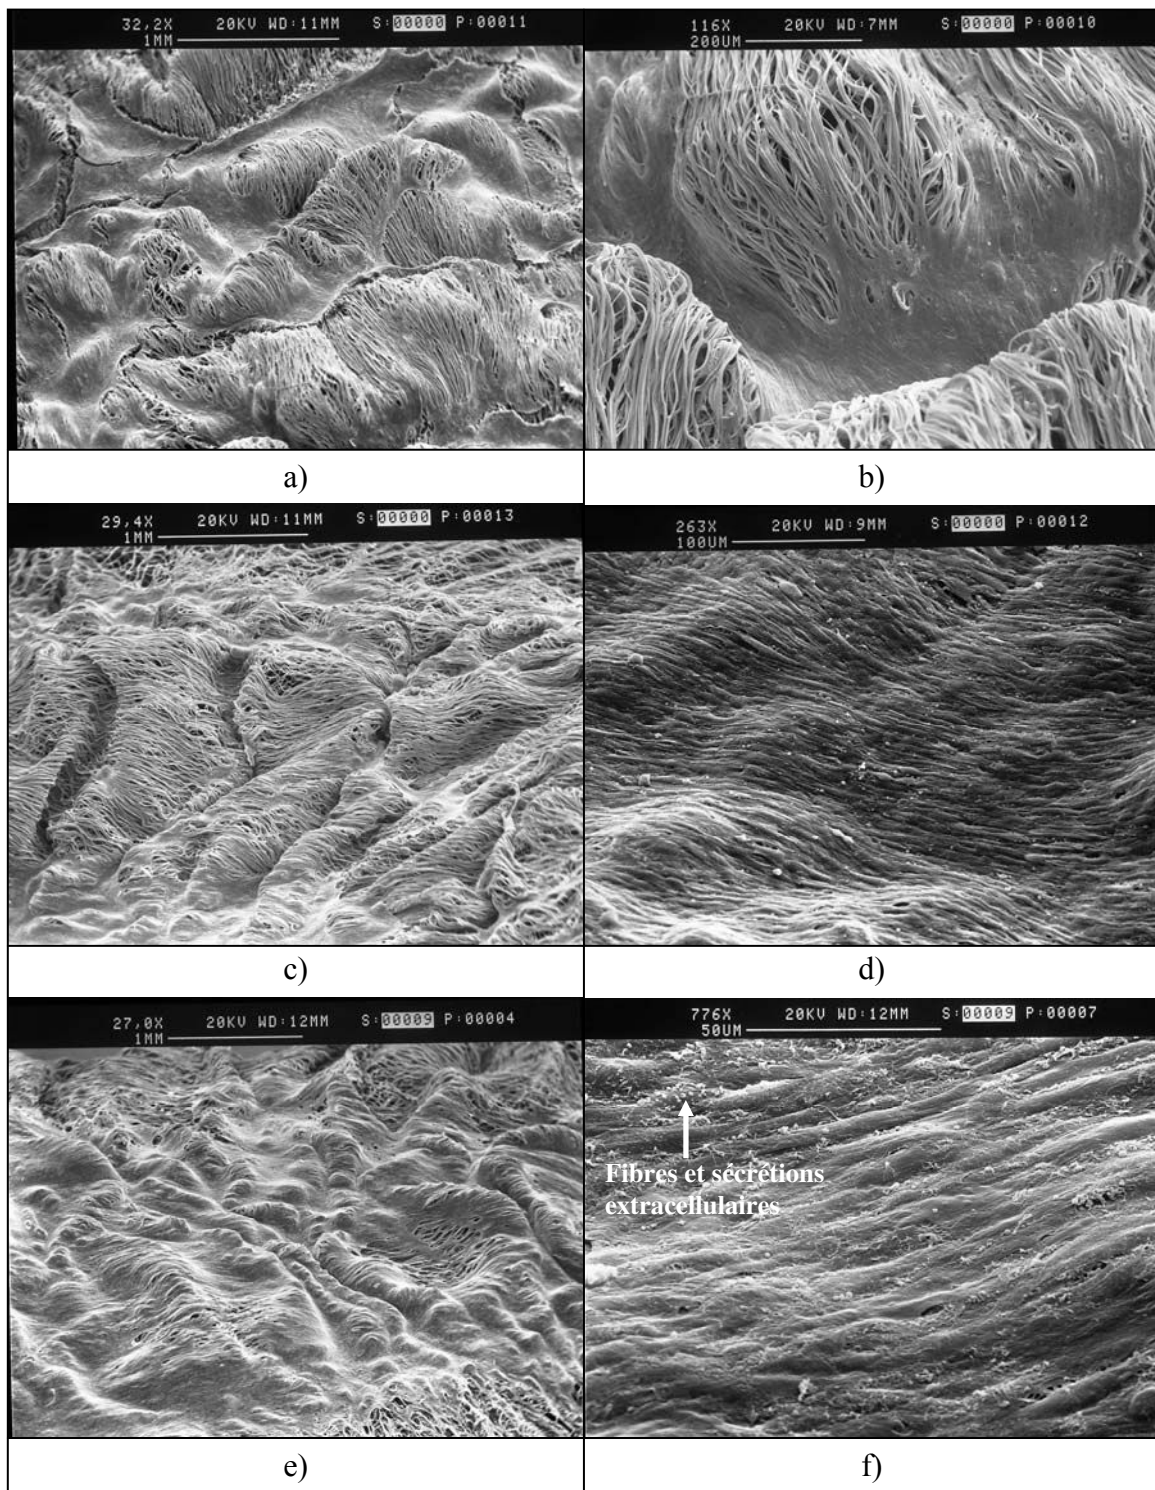 32,2X 20KV WD:11MM S:00000 P:00011
1MM
116X 20KV WD:7MM S:00000 P:00010
200UM
a)
b)
29,4X 20KV WD:11MM S:00000 P:00013
1MM
263X 20KV WD:9MM S:00000 P:00012
100UM
c)
d)
27,0X 20KV WD:12MM S:00009 P:00004
1MM
776X 20KV WD:12MM S:00009 P:00007
50UM
Fibres et sécrétions
extracellulaires
e)
f)